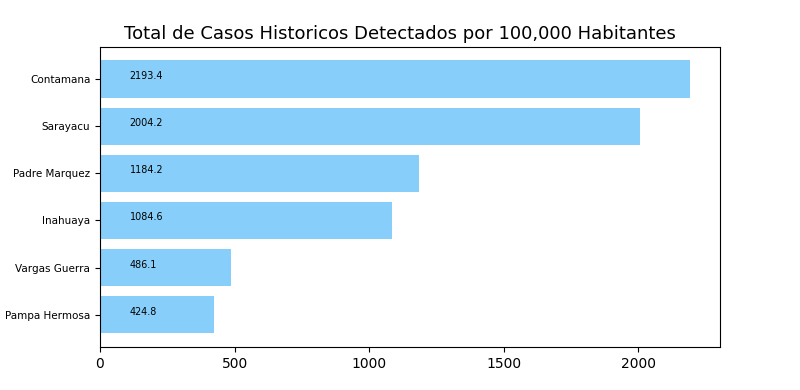 Total de Casos Historicos Detectados por 100,000 Habitantes
Contamana 2193.4
Sarayacu 2004.2
Padre Marquez 1184.2
Inahuaya 1084.6
Vargas Guerra 486.1
Pampa Hermosa 424.8
0 500 1000 1500 2000